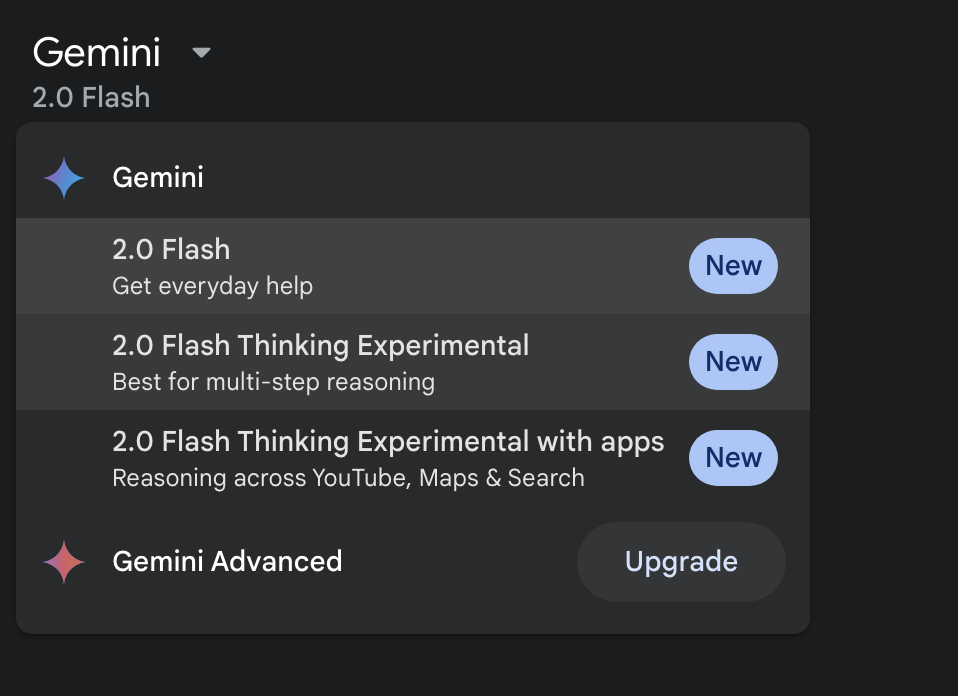 Gemini
2.0 Flash
Gemini
2.0 Flash
Get everyday help
New
2.0 Flash Thinking Experimental
Best for multi-step reasoning
New
2.0 Flash Thinking Experimental with apps
Reasoning across YouTube, Maps & Search
New
Gemini Advanced
Upgrade